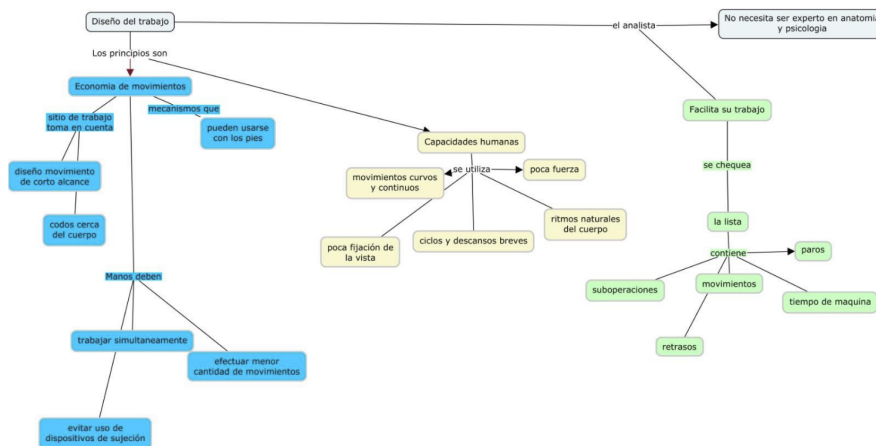 Diseño del trabajo
el analista
No necesita ser experto en anatomia
y psicologia
Los principios son
Economia de movimientos
sitio de trabajo
toma en cuenta
mecanismos que
pueden usarse
con los pies
Facilita su trabajo
Capacidades humanas
diseño movimiento
de corto alcance
movimientos curvos
y continuos
se utiliza
poca fuerza
se chequea
codos cerca
del cuerpo
ritmos naturales
del cuerpo
la lista
poca fijación de
la vista
ciclos y descansos breves
contiene
paros
Manos deben
suboperaciones
movimientos
tiempo de maquina
trabajar simultaneamente
retrasos
efectuar menor
cantidad de movimientos
evitar uso de
dispositivos de sujeción